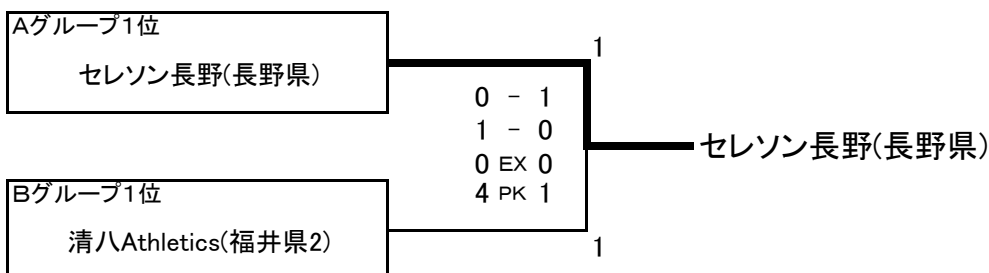 Aグループ1位
セレソン長野(長野県)
1
0 - 1
1 - 0
0 EX 0
4 PK 1
セレソン長野(長野県)
Bグループ1位
清八Athletics(福井県2)
1